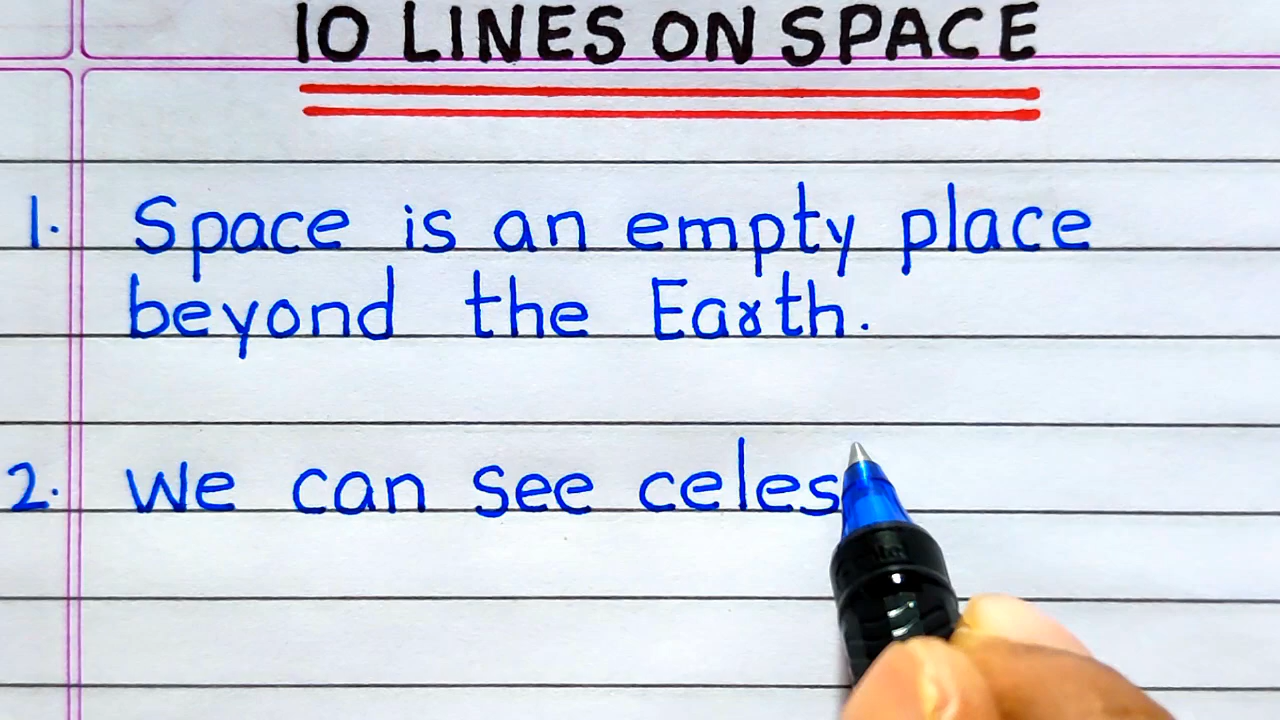 10 LINES ON SPACE
1. Space is an empty place
beyond the Earth.
2. We can see celes